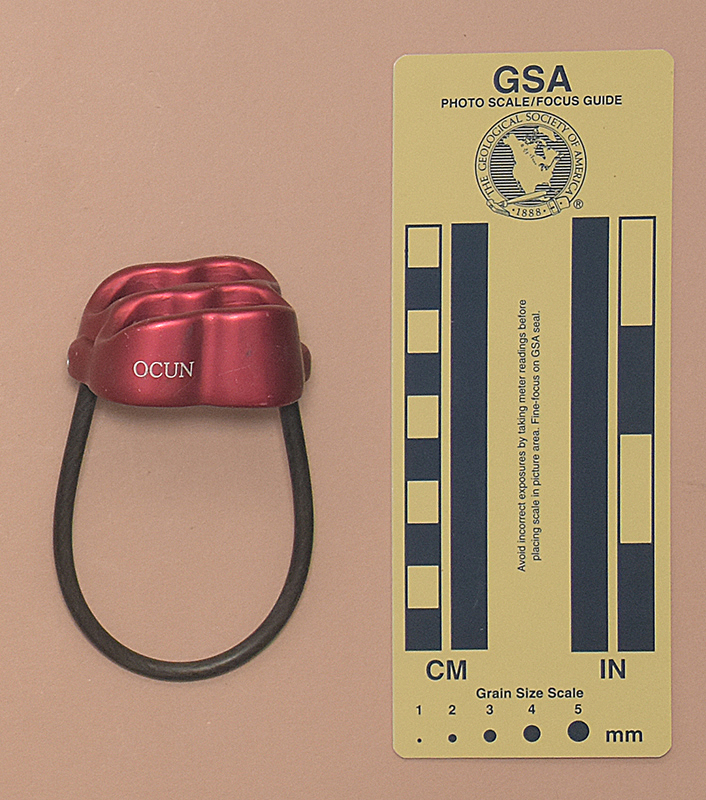 OCUN
GSA
PHOTO SCALE/FOCUS GUIDE
THE GEOLOGICAL SOCIETY OF AMERICA
·1888·
®
Avoid incorrect exposures by taking meter readings before
placing scale in picture area. Fine-focus on GSA seal.
CM
IN
Grain Size Scale
1 2 3 4 5
mm